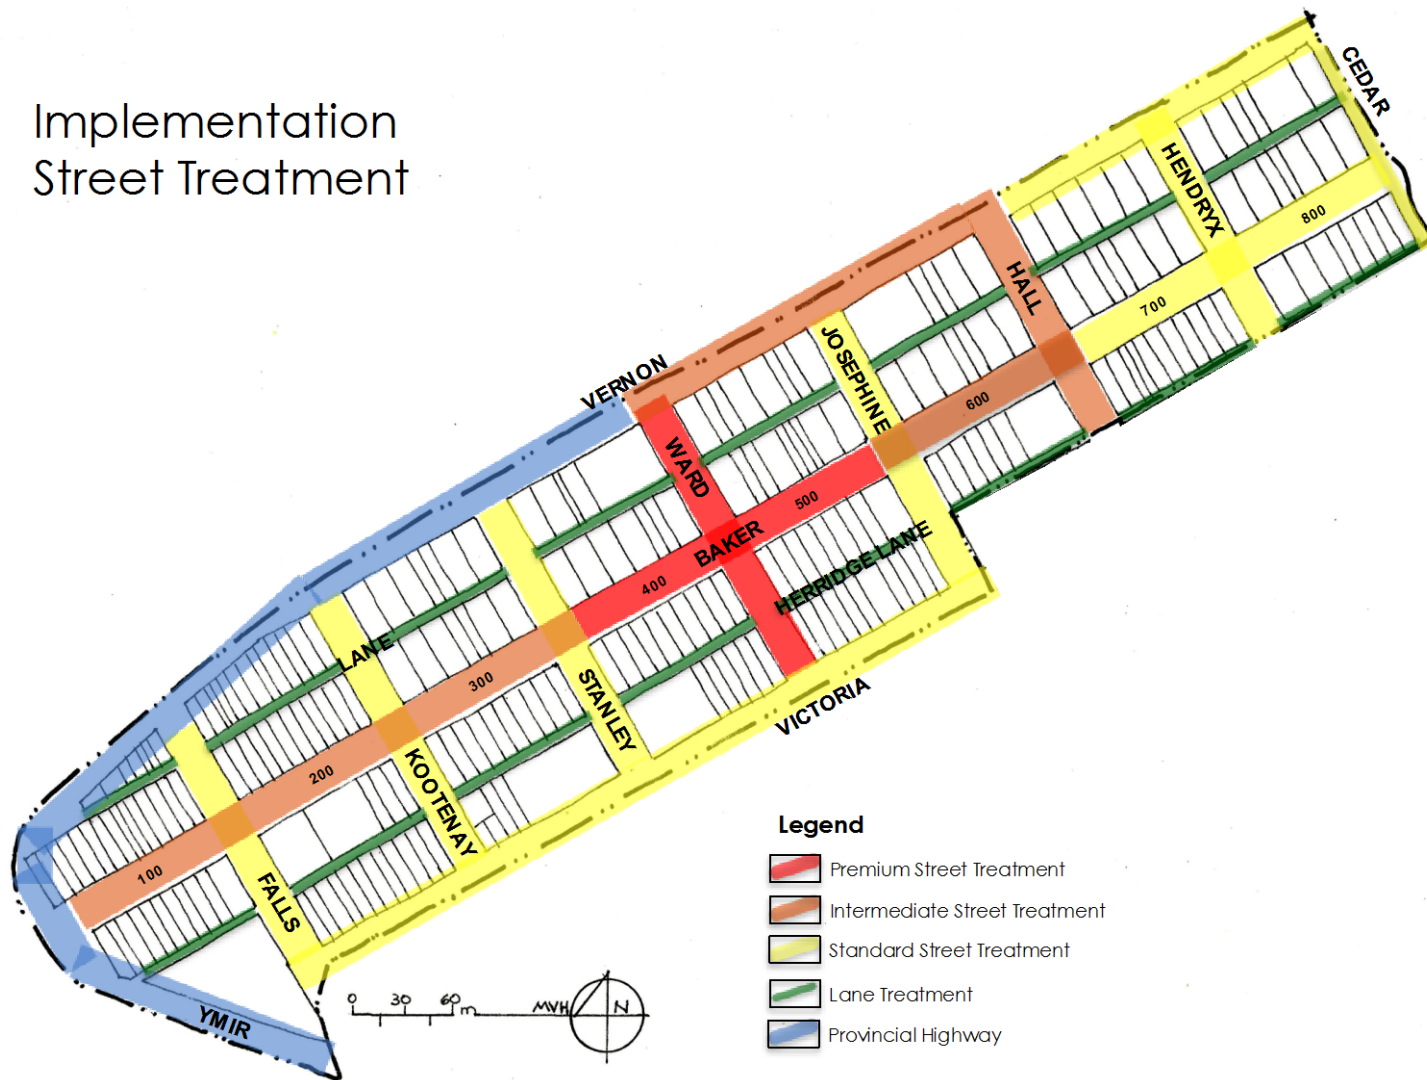 Implementation
Street Treatment
CEDAR
HENDRYX
800
HALL
700
JOSEPHINE
VERNON
600
WARD
500
BAKER
HERRIDGE LANE
400
LANE
300
STANLEY
VICTORIA
200
KOOTENAY
100
FALLS
YMIR
0 30 60 m
MVH
N
Legend
Premium Street Treatment
Intermediate Street Treatment
Standard Street Treatment
Lane Treatment
Provincial Highway